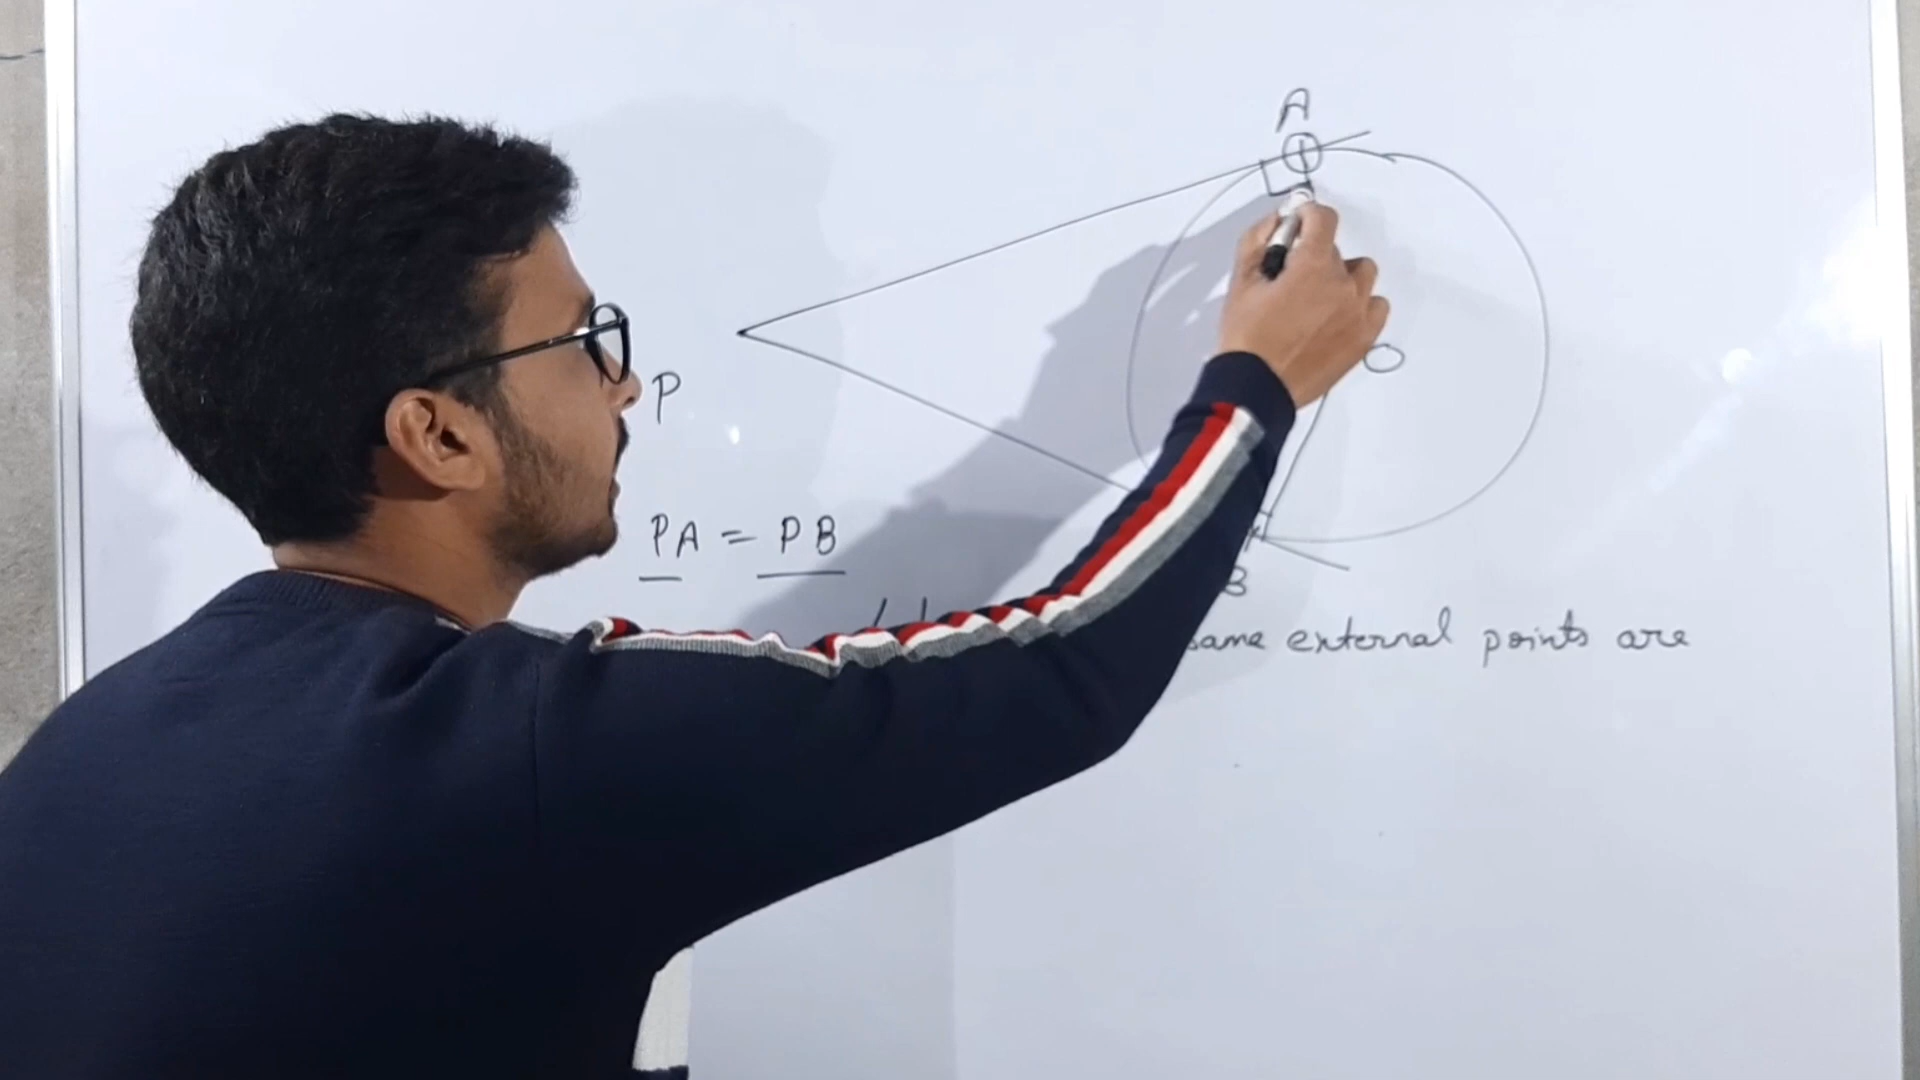 A
O
P
PA = PB
B
same external points are